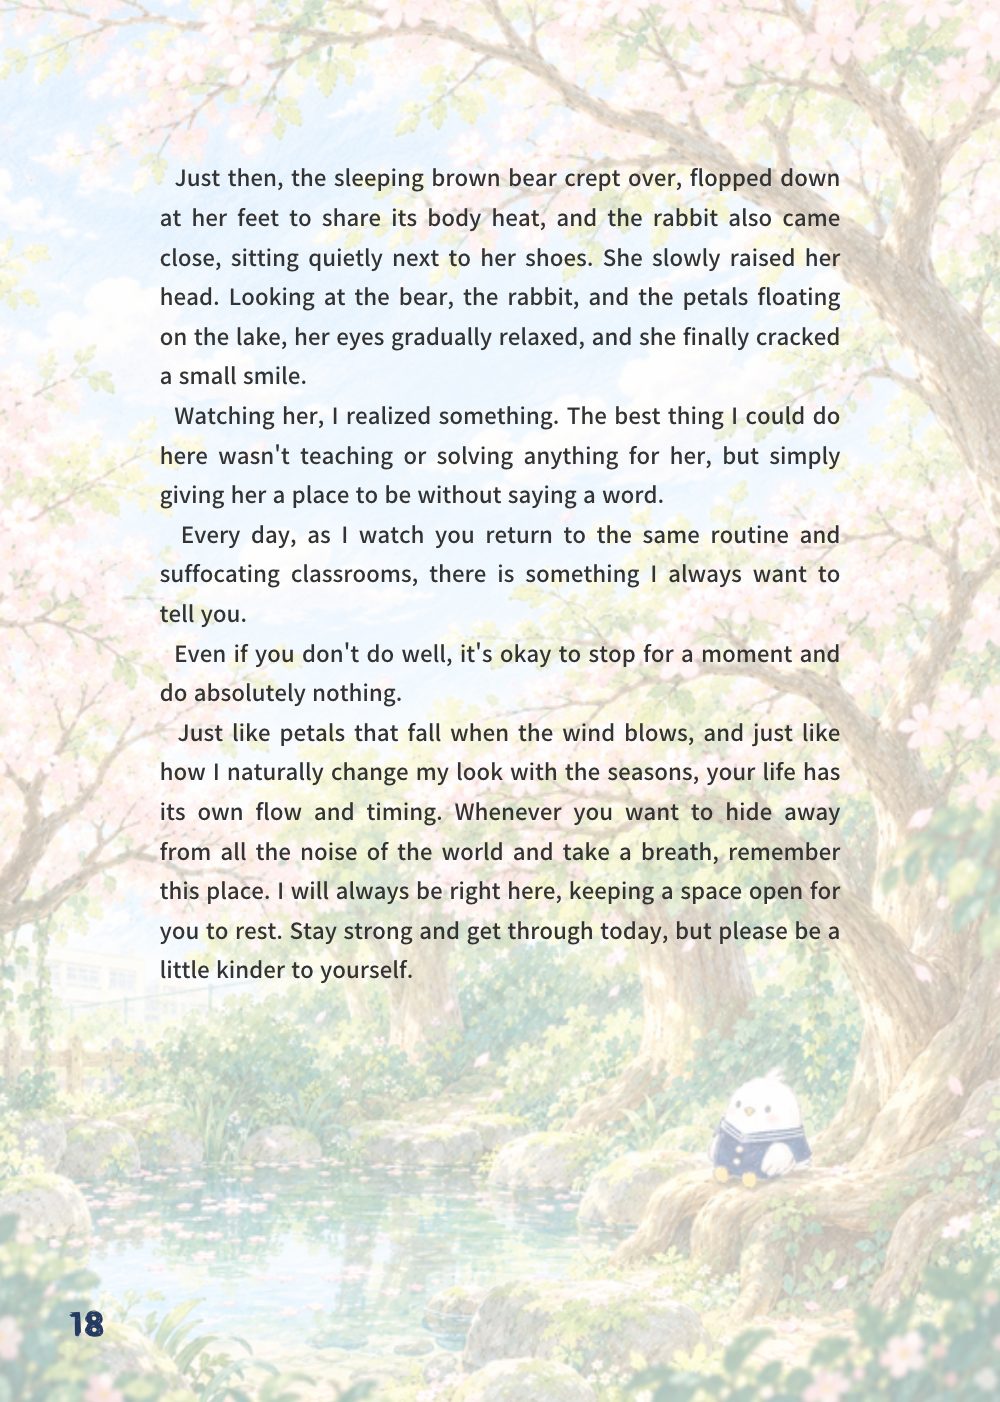 Just then, the sleeping brown bear crept over, flopped down
at her feet to share its body heat, and the rabbit also came
close, sitting quietly next to her shoes. She slowly raised her
head. Looking at the bear, the rabbit, and the petals floating
on the lake, her eyes gradually relaxed, and she finally cracked
a small smile.
Watching her, I realized something. The best thing I could do
here wasn't teaching or solving anything for her, but simply
giving her a place to be without saying a word.
Every day, as I watch you return to the same routine and
suffocating classrooms, there is something I always want to
tell you.
Even if you don't do well, it's okay to stop for a moment and
do absolutely nothing.
Just like petals that fall when the wind blows, and just like
how I naturally change my look with the seasons, your life has
its own flow and timing. Whenever you want to hide away
from all the noise of the world and take a breath, remember
this place. I will always be right here, keeping a space open for
you to rest. Stay strong and get through today, but please be a
little kinder to yourself.
18